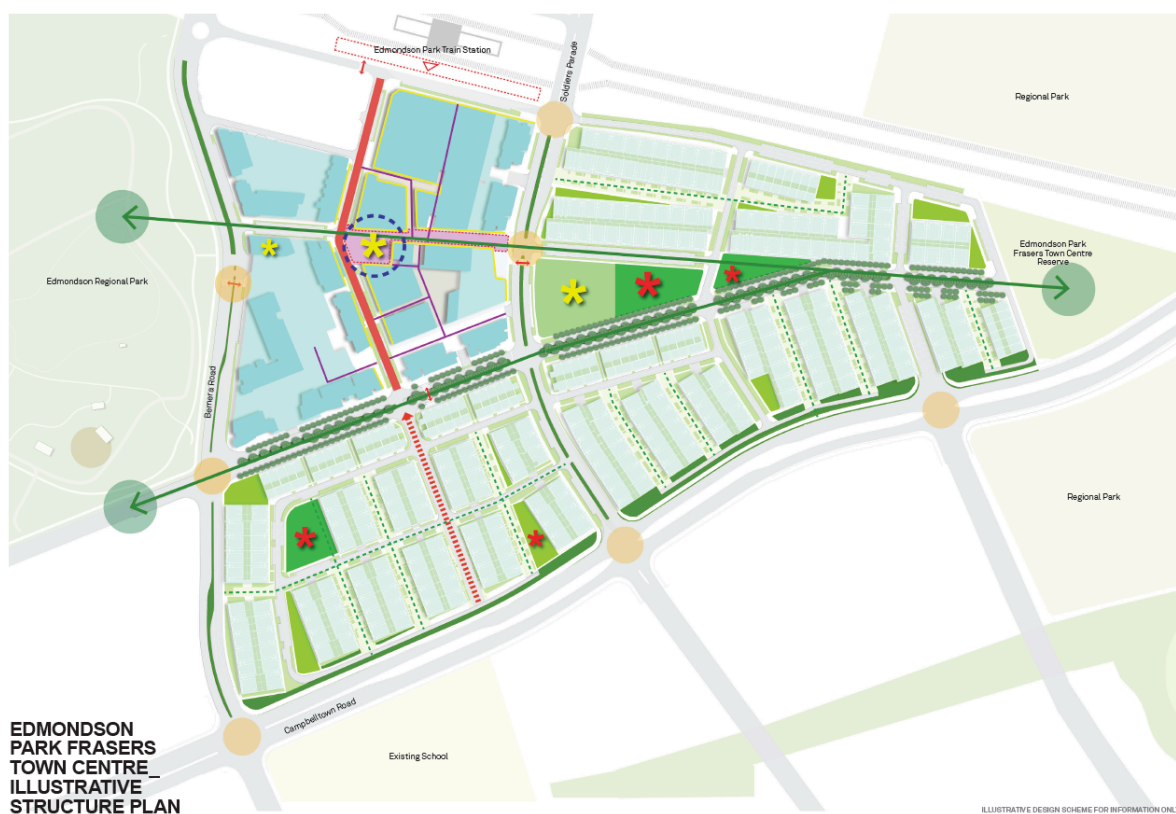 Edmondson Park Train Station
Soldiers Parade
Regional Park
Edmondson Regional Park
Edmondson Park
Frasers Town Centre
Reserve
Bernera Road
Regional Park
Campbelltown Road
Existing School
EDMONDSON
PARK FRASERS
TOWN CENTRE_
ILLUSTRATIVE
STRUCTURE PLAN
ILLUSTRATIVE DESIGN SCHEME FOR INFORMATION ONLY